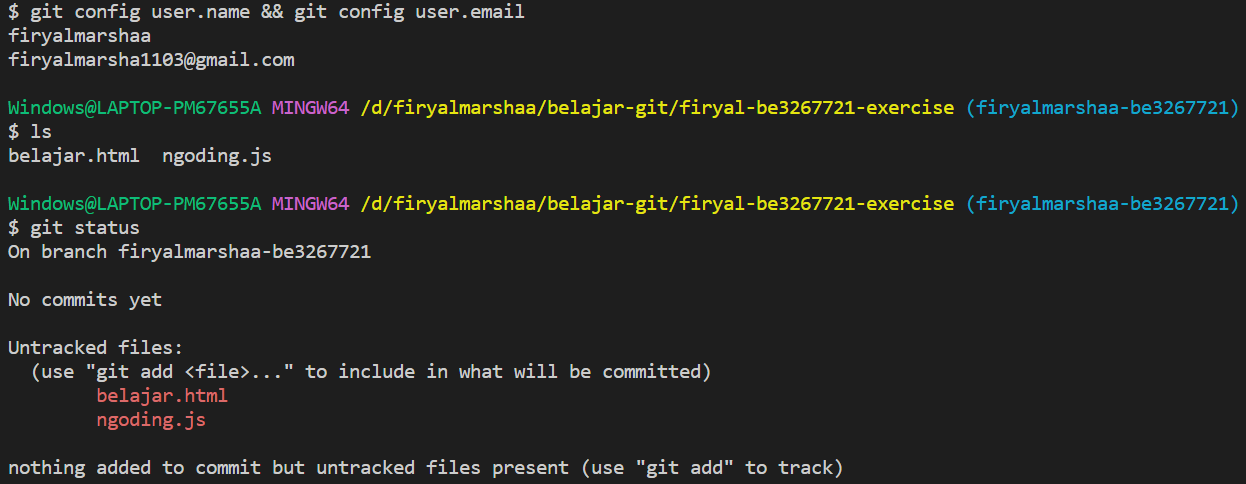 $ git config user.name && git config user.email
firyalmarshaa
firyalmarsha1103@gmail.com
Windows@LAPTOP-PM67655A MINGW64 /d/firyalmarshaa/belajar-git/firyal-be3267721-exercise (firyalmarshaa-be3267721)
$ ls
belajar.html  ngoding.js
Windows@LAPTOP-PM67655A MINGW64 /d/firyalmarshaa/belajar-git/firyal-be3267721-exercise (firyalmarshaa-be3267721)
$ git status
On branch firyalmarshaa-be3267721
No commits yet
Untracked files:
  (use "git add <file>..." to include in what will be committed)
        belajar.html
        ngoding.js
nothing added to commit but untracked files present (use "git add" to track)